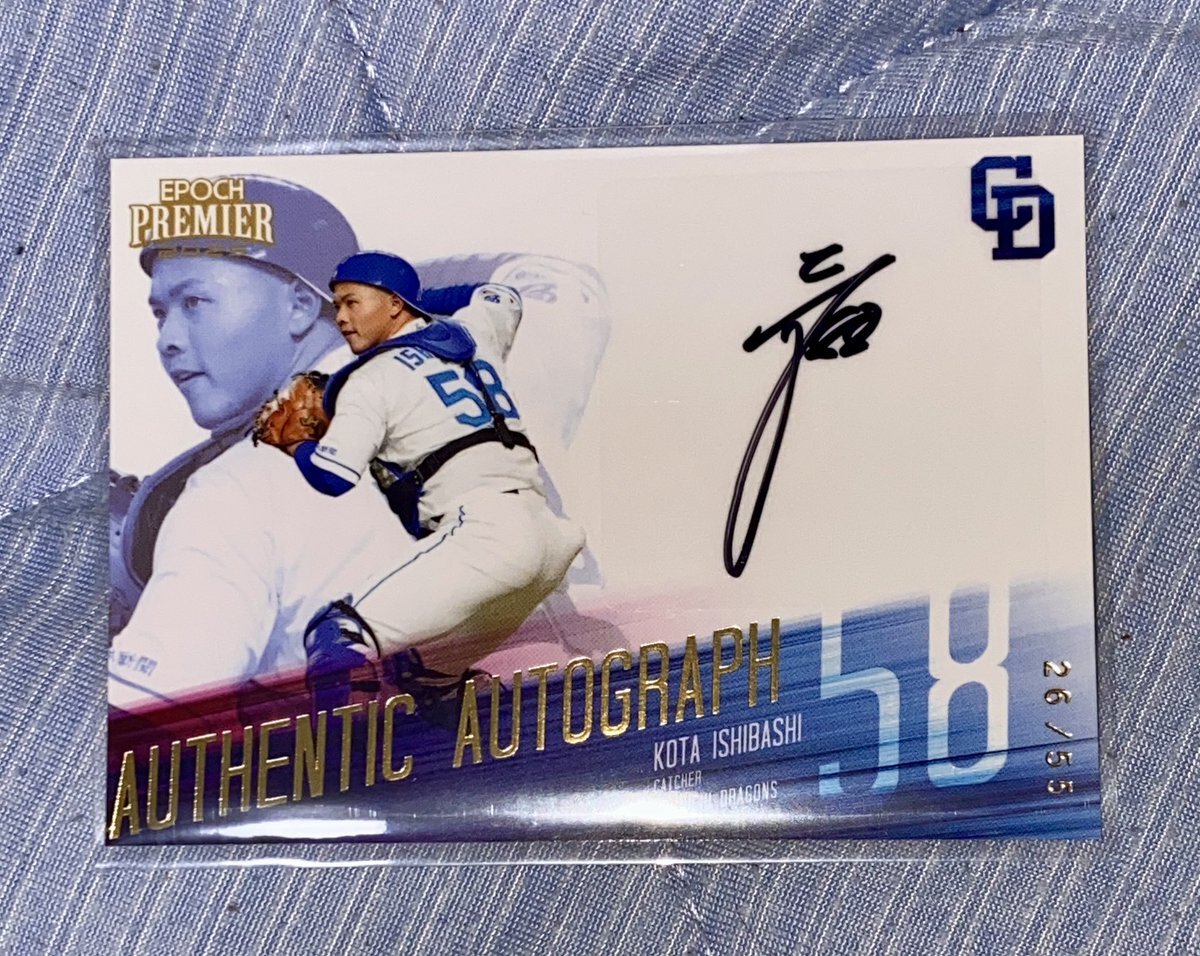 EPOCH
PREMIER
CD
58
AUTHENTIC AUTOGRAPH
58
KOTA ISHIBASHI
CATCHER
DRAGONS
26/55